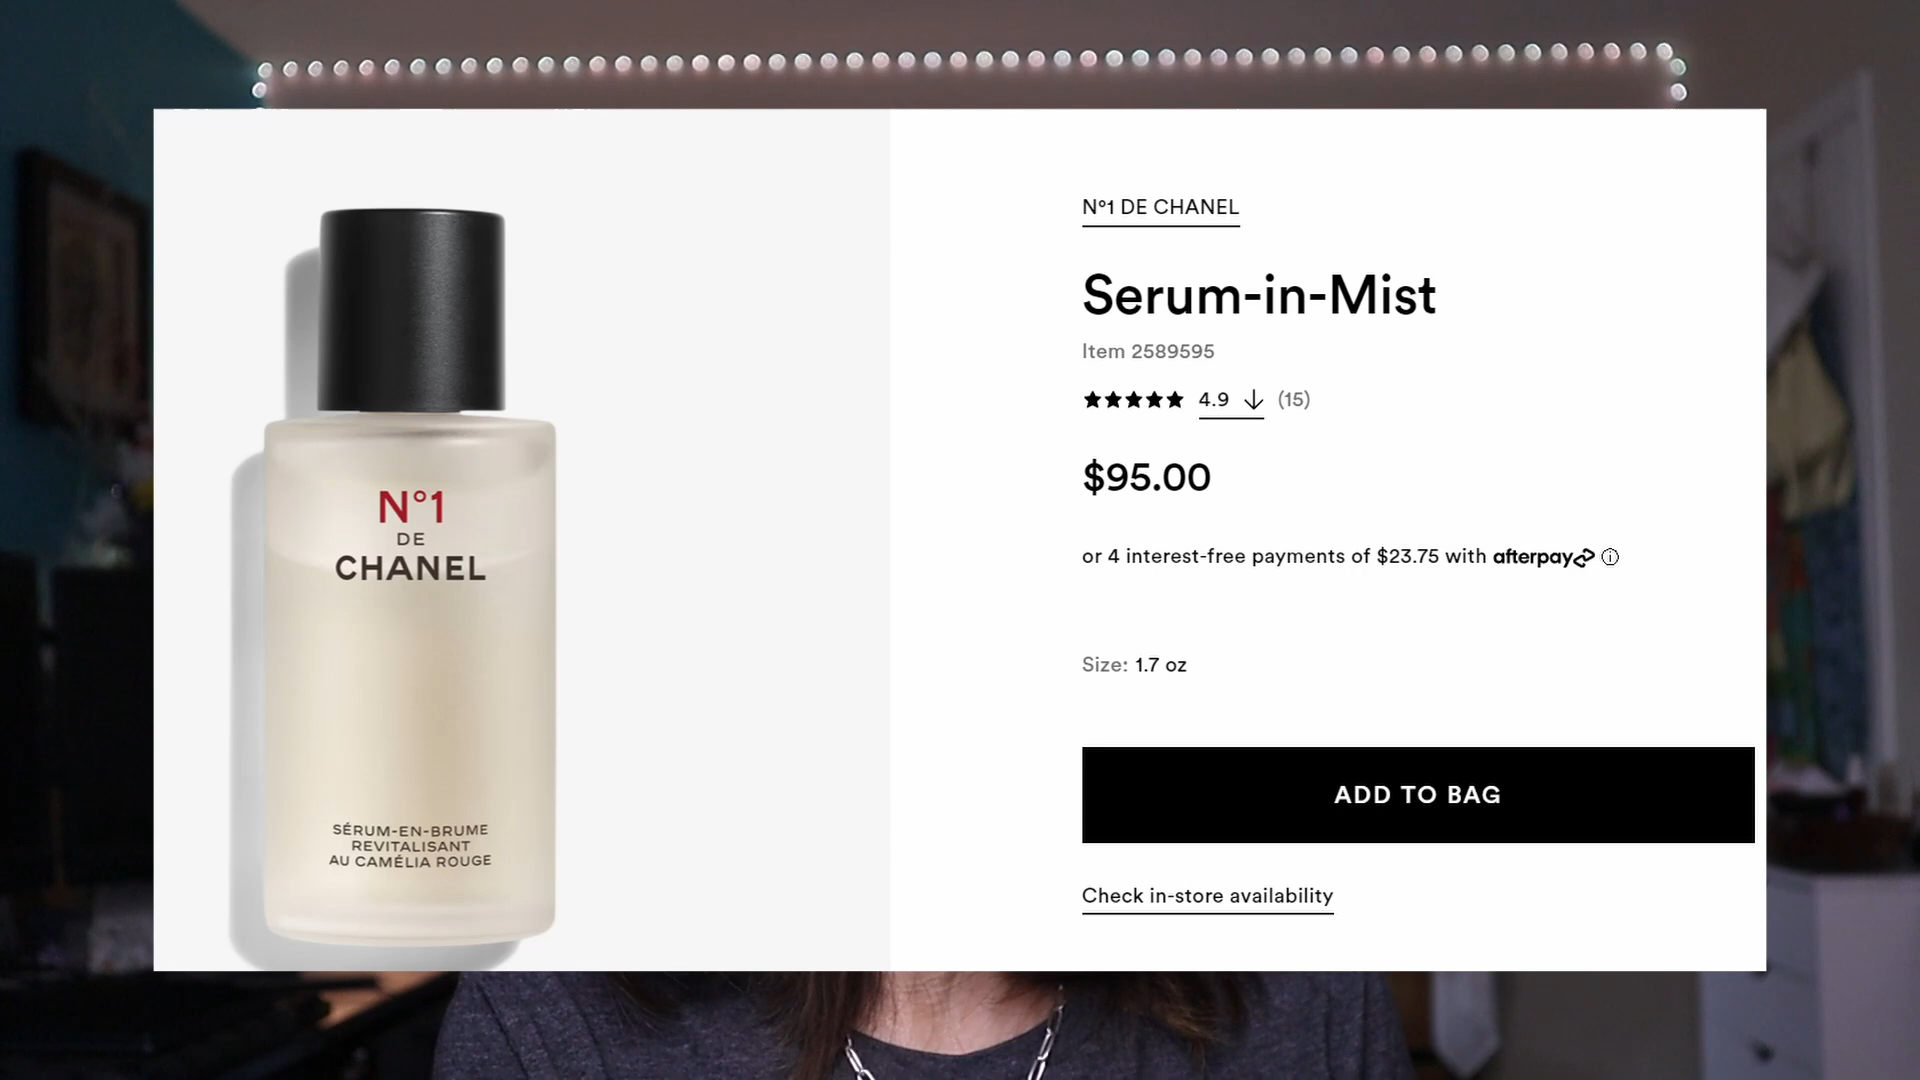 N°1
DE
CHANEL
SÉRUM-EN-BRUME
REVITALISANT
AU CAMÉLIA ROUGE
N°1 DE CHANEL
Serum-in-Mist
Item 2589595
4.9 (15)
$95.00
or 4 interest-free payments of $23.75 with afterpay
Size: 1.7 oz
ADD TO BAG
Check in-store availability